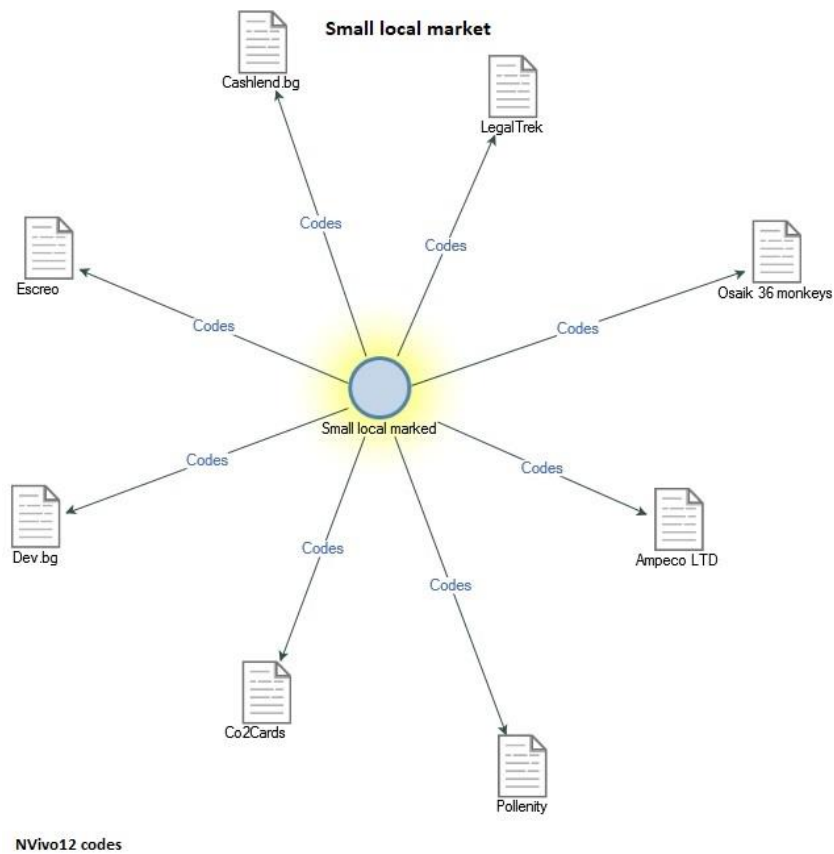 Small local market
Cashlend.bg
LegalTrek
Codes
Codes
Escreo
Osaik 36 monkeys
Codes
Codes
Small local marked
Codes
Codes
Dev.bg
Codes
Ampeco LTD
Codes
Co2Cards
Pollenity
NVivo12 codes